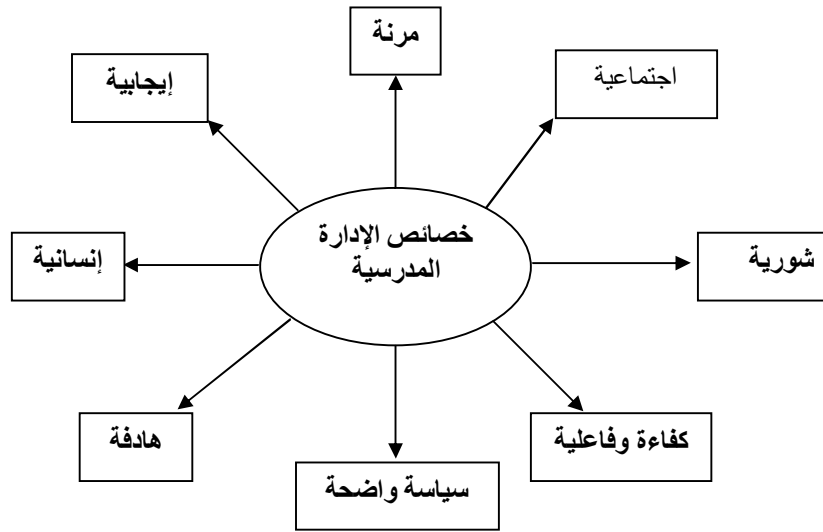 مرنة
اجتماعية
إيجابية
خصائص الإدارة
المدرسية
شورية
إنسانية
هادفة
كفاءة وفاعلية
سياسة واضحة